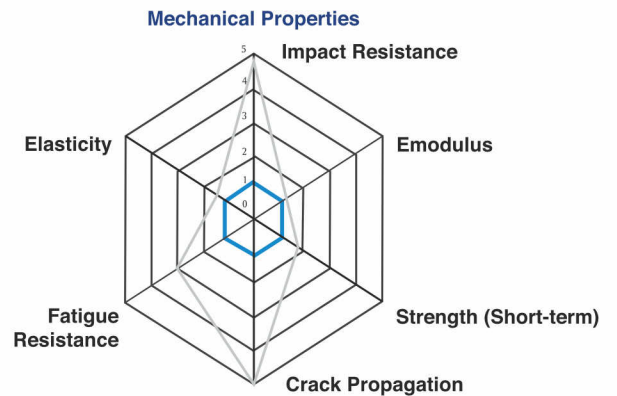 Mechanical Properties
5
Impact Resistance
4
3
Elasticity
Emodulus
2
1
0
Fatigue
Resistance
Strength (Short-term)
Crack Propagation